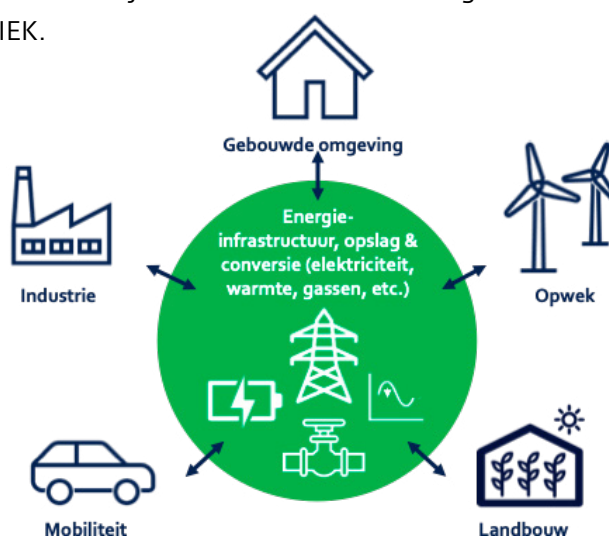 IEK.
Gebouwde omgeving
Energie-
infrastructuur, opslag &
conversie (elektriciteit,
warmte, gassen, etc.)
Industrie
Opwek
Mobiliteit
Landbouw